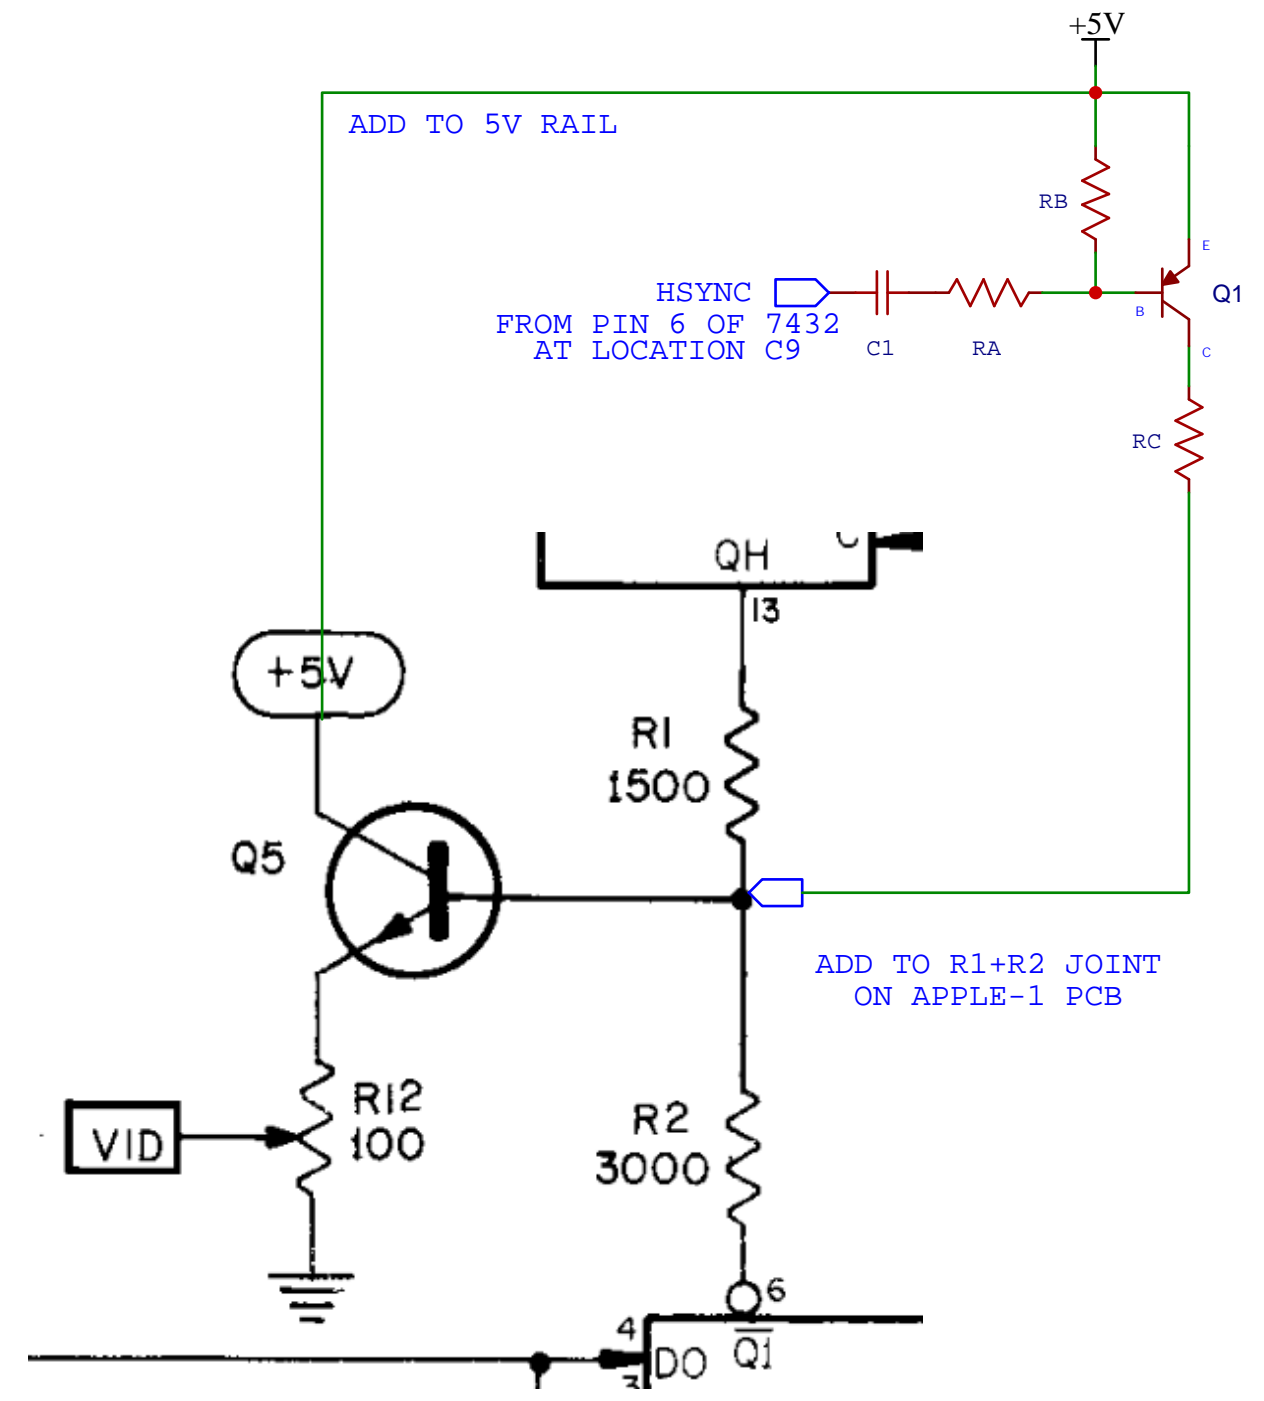 +5V
ADD TO 5V RAIL
RB
E
HSYNC
Q1
B
FROM PIN 6 OF 7432
AT LOCATION C9
C1
RA
C
RC
QH
C
13
+5V
R1
1500
Q5
ADD TO R1+R2 JOINT
ON APPLE-1 PCB
R12
100
VID
R2
3000
6
4
DO
Q1
3